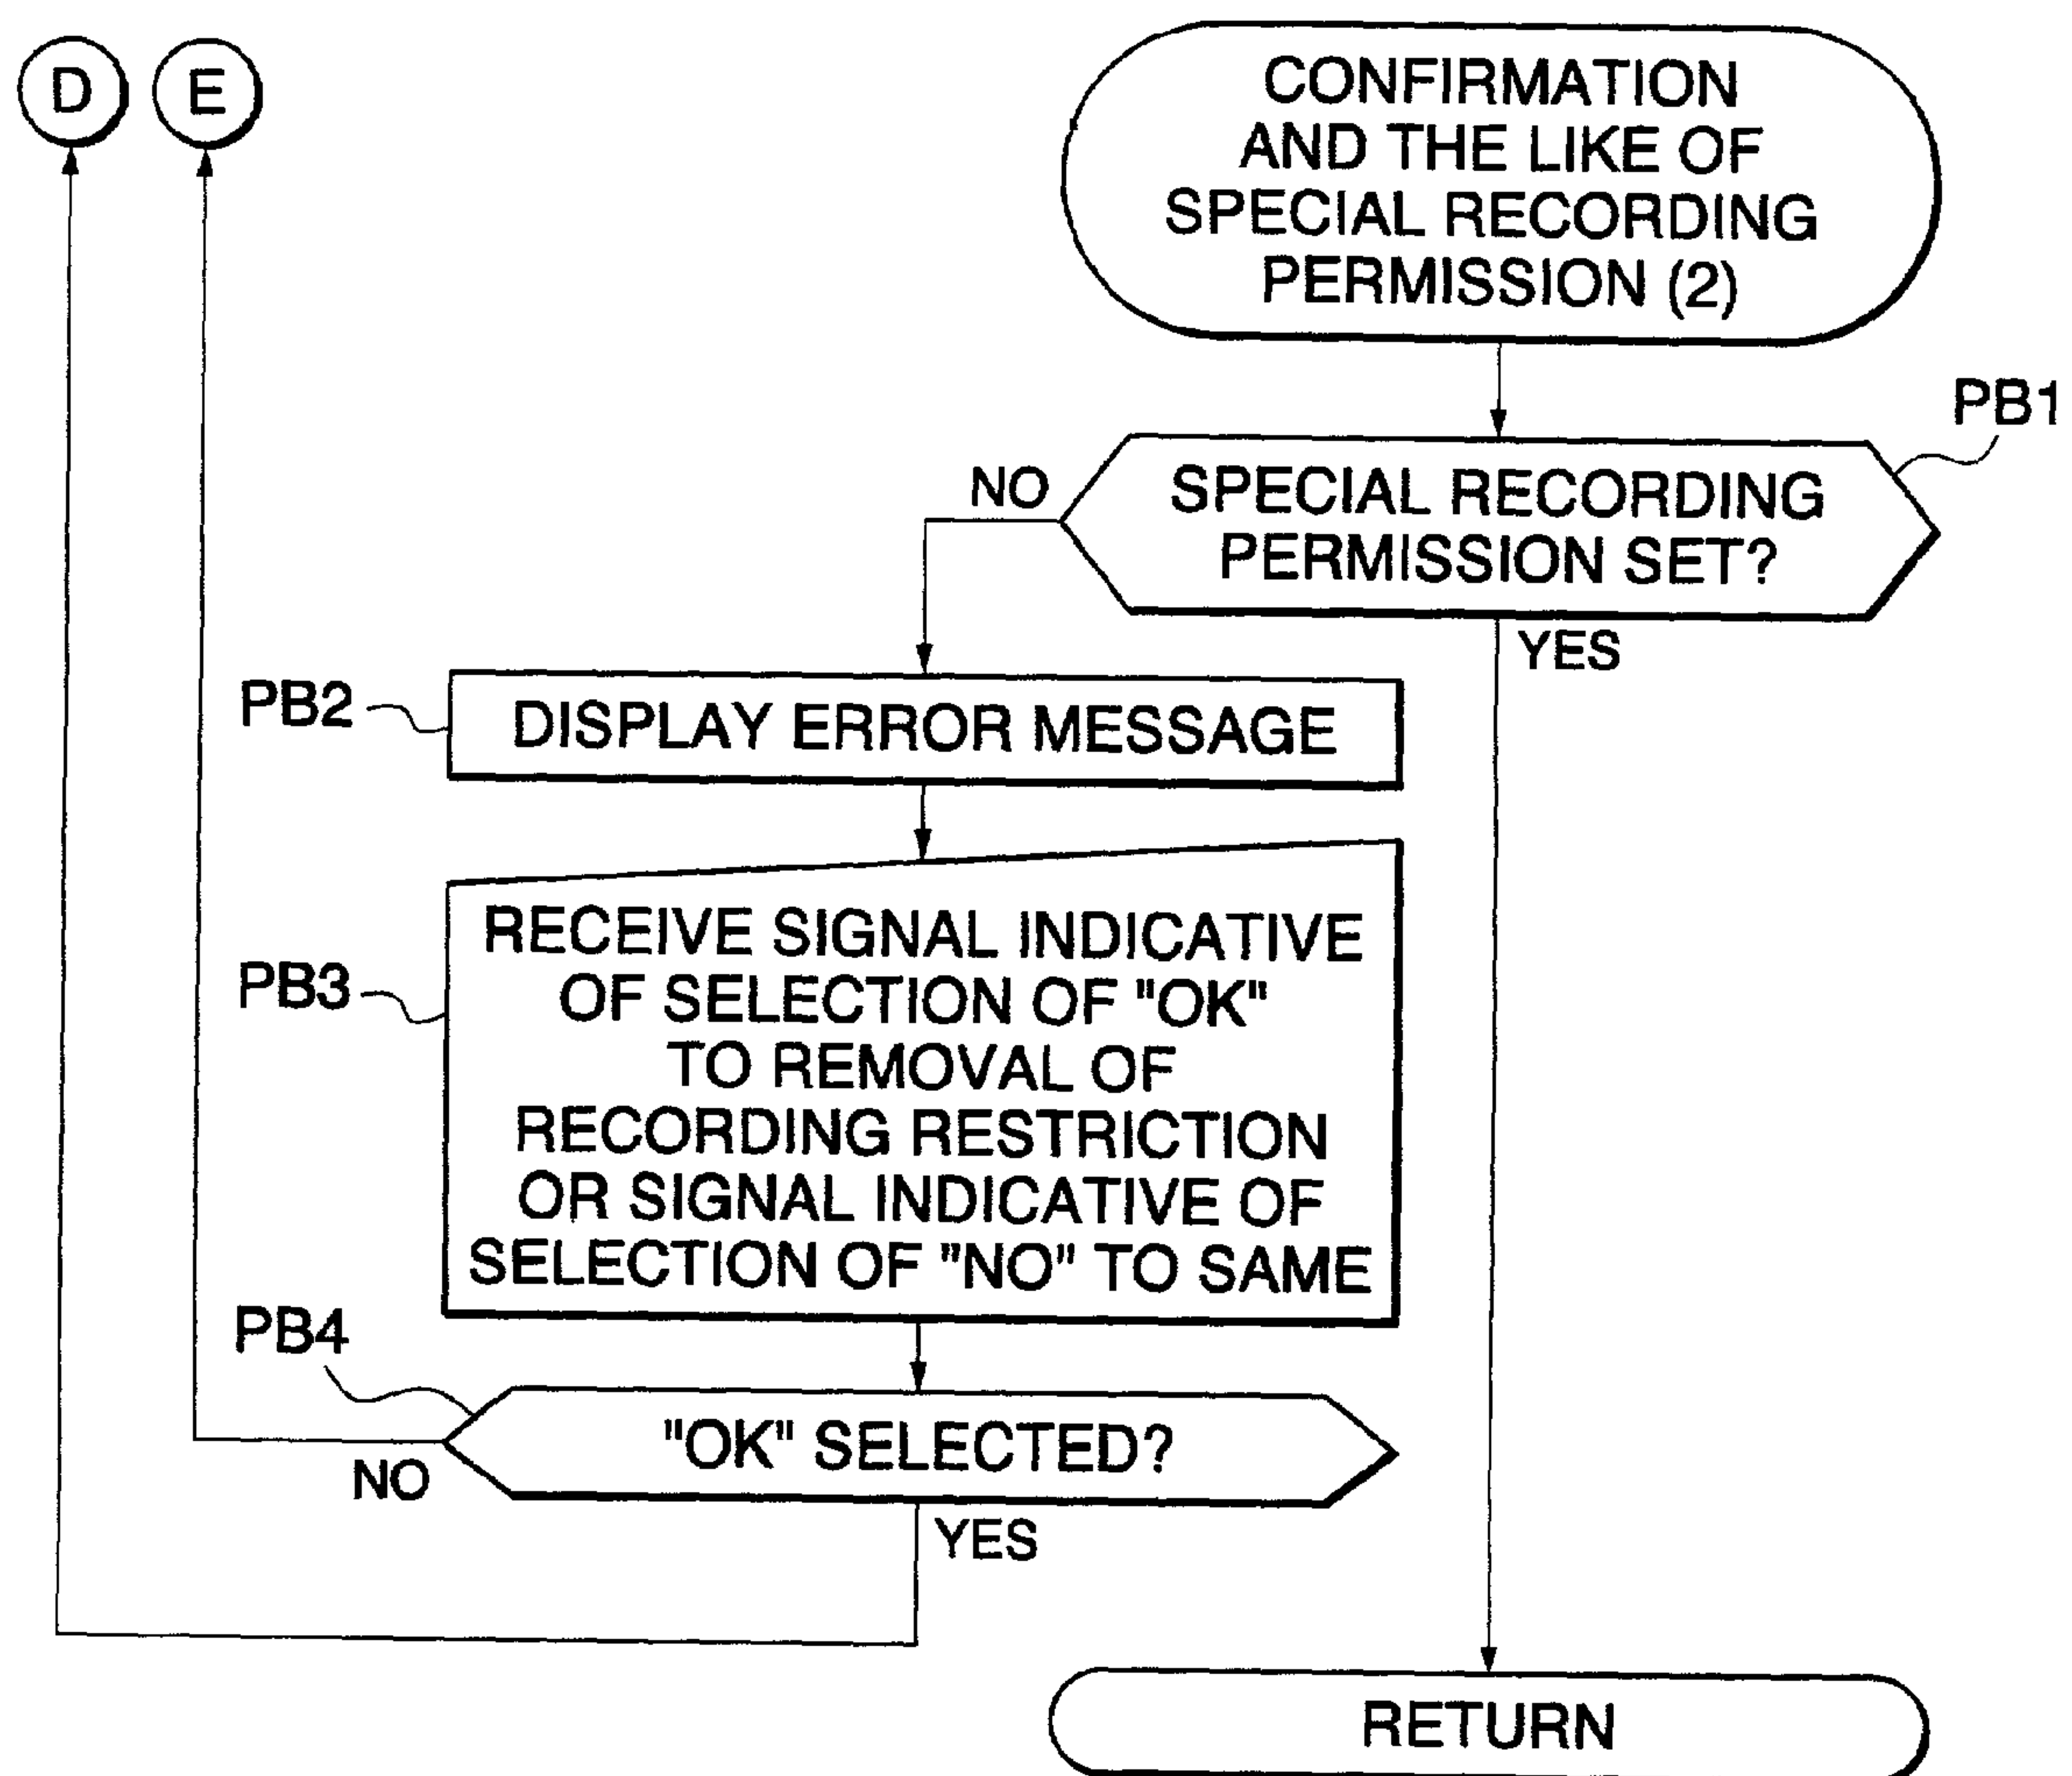 D
E
CONFIRMATION
AND THE LIKE OF
SPECIAL RECORDING
PERMISSION (2)
PB1
NO
SPECIAL RECORDING
PERMISSION SET?
YES
PB2
DISPLAY ERROR MESSAGE
PB3
RECEIVE SIGNAL INDICATIVE
OF SELECTION OF "OK"
TO REMOVAL OF
RECORDING RESTRICTION
OR SIGNAL INDICATIVE OF
SELECTION OF "NO" TO SAME
PB4
"OK" SELECTED?
NO
YES
RETURN